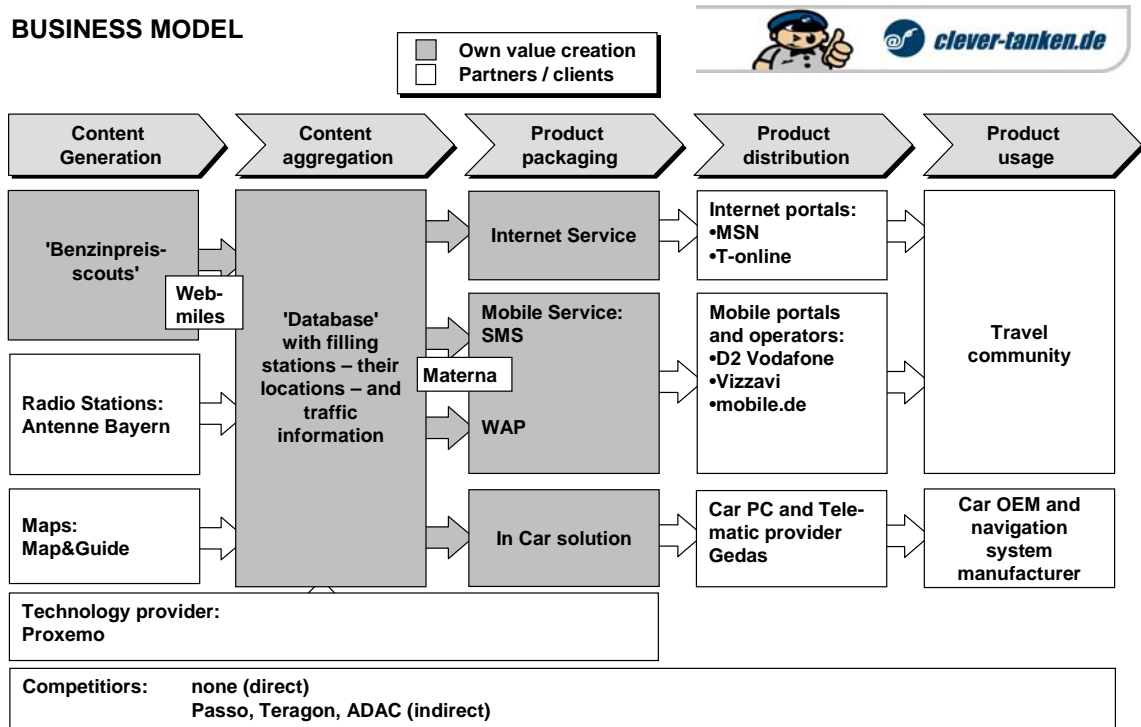 BUSINESS MODEL
Own value creation
Partners / clients
clever-tanken.de
Content
Generation
Content
aggregation
Product
packaging
Product
distribution
Product
usage
'Benzinpreis-
scouts'
Web-
miles
Radio Stations:
Antenne Bayern
Maps:
Map&Guide
'Database'
with filling
stations – their
locations – and
traffic
information
Materna
Internet Service
Mobile Service:
SMS
WAP
In Car solution
Internet portals:
•MSN
•T-online
Mobile portals
and operators:
•D2 Vodafone
•Vizzavi
•mobile.de
Car PC and Tele-
matic provider
Gedas
Travel
community
Car OEM and
navigation
system
manufacturer
Technology provider:
Proxemo
Competitiors: none (direct)
Passo, Teragon, ADAC (indirect)